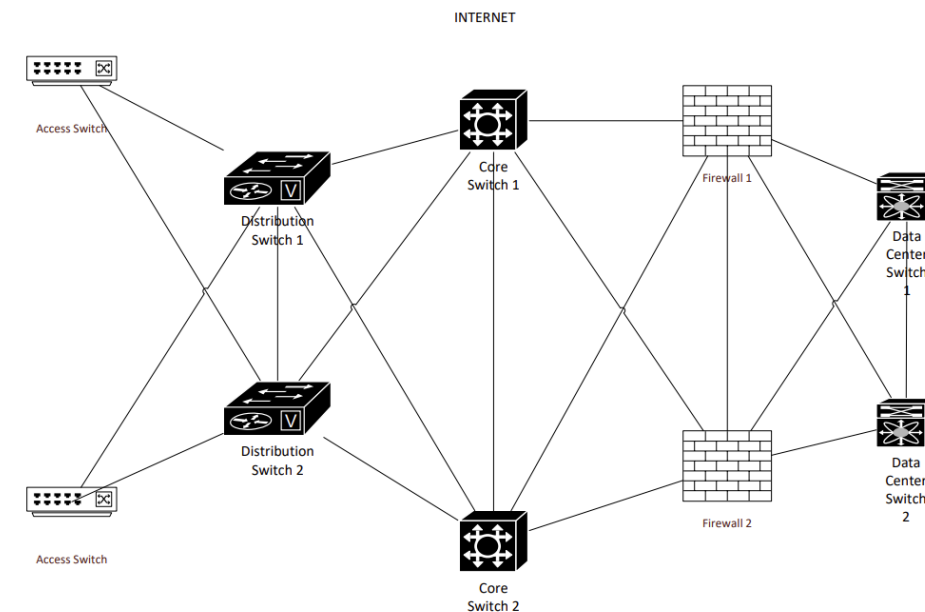 INTERNET
Access Switch
Core
Switch 1
Firewall 1
V
Distribution
Switch 1
Data
Center
Switch
1
V
Distribution
Switch 2
Data
Center
Switch
2
Firewall 2
Access Switch
Core
Switch 2